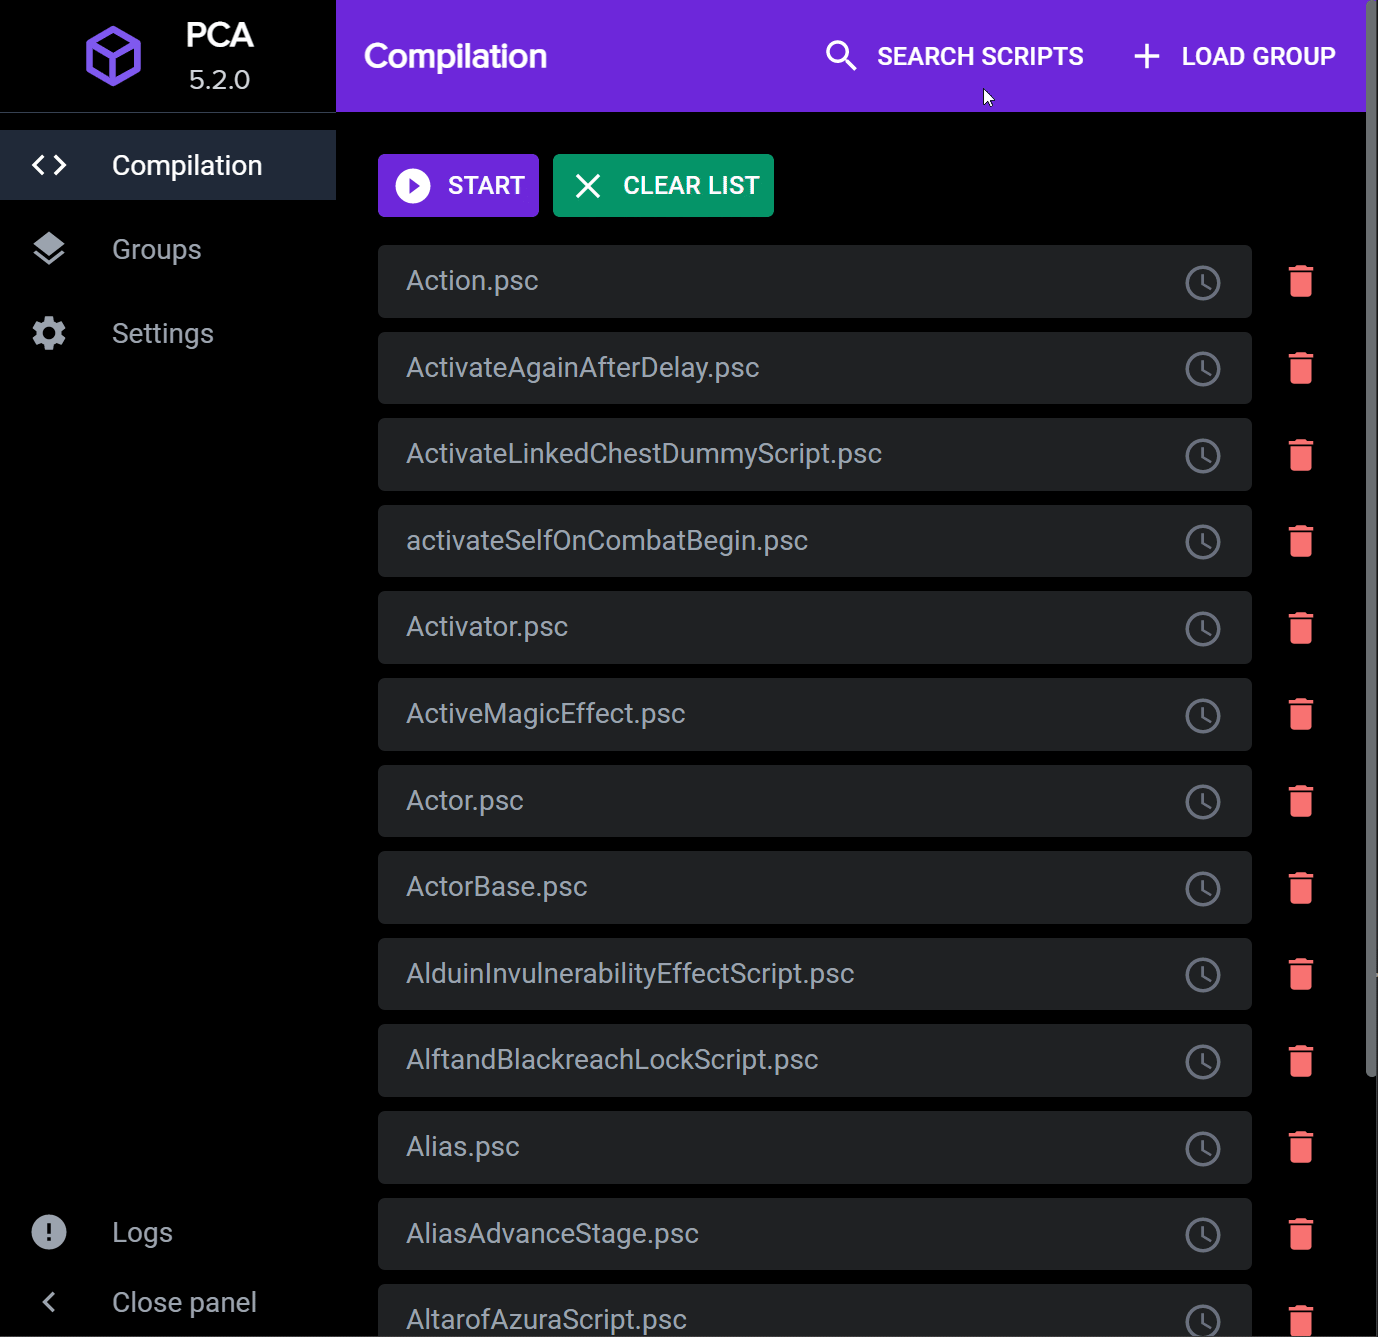 PCA
5.2.0
Compilation
SEARCH SCRIPTS
LOAD GROUP
Compilation
Groups
Settings
START
CLEAR LIST
Action.psc
ActivateAgainAfterDelay.psc
ActivateLinkedChestDummyScript.psc
activateSelfOnCombatBegin.psc
Activator.psc
ActiveMagicEffect.psc
Actor.psc
ActorBase.psc
AlduinInvulnerabilityEffectScript.psc
AlftandBlackreachLockScript.psc
Alias.psc
AliasAdvanceStage.psc
AltarofAzuraScript.psc
Logs
Close panel